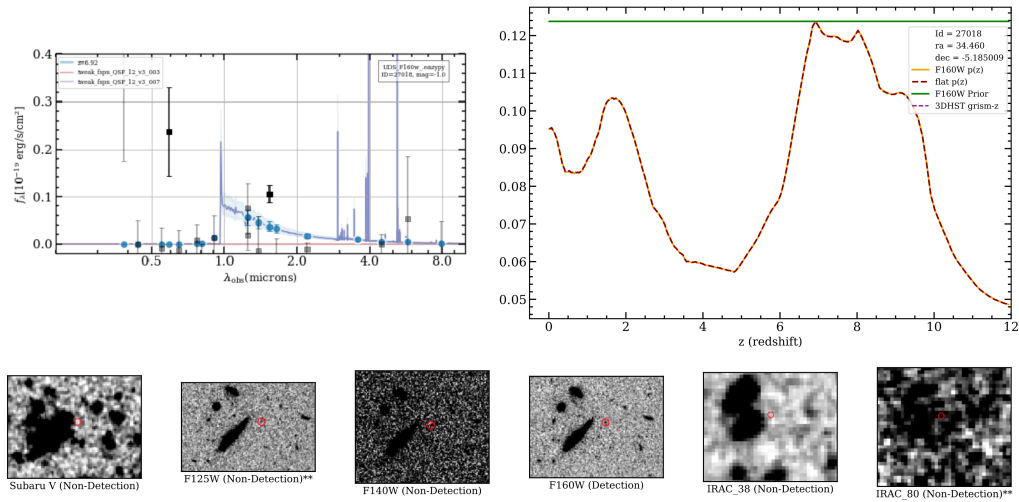 z=6.92
tweak_fsps_QSF_12_v3_003
tweak_fsps_QSF_12_v3_007
UDS_F160w_.eazypy
ID=27018, mag=-1.0
0.4
0.3
0.2
0.1
0.0
fλ[10⁻¹⁹ erg/s/cm²]
0.5 1.0 2.0 4.0 8.0
λobs(microns)
Id = 27018
ra = 34.460
dec = -5.185009
F160W p(z)
flat p(z)
F160W Prior
3DHST grism-z
0.12
0.11
0.10
0.09
0.08
0.07
0.06
0.05
0 2 4 6 8 10 12
z (redshift)
Subaru V (Non-Detection)
F125W (Non-Detection)**
F140W (Non-Detection)
F160W (Detection)
IRAC_38 (Non-Detection)
IRAC_80 (Non-Detection)**